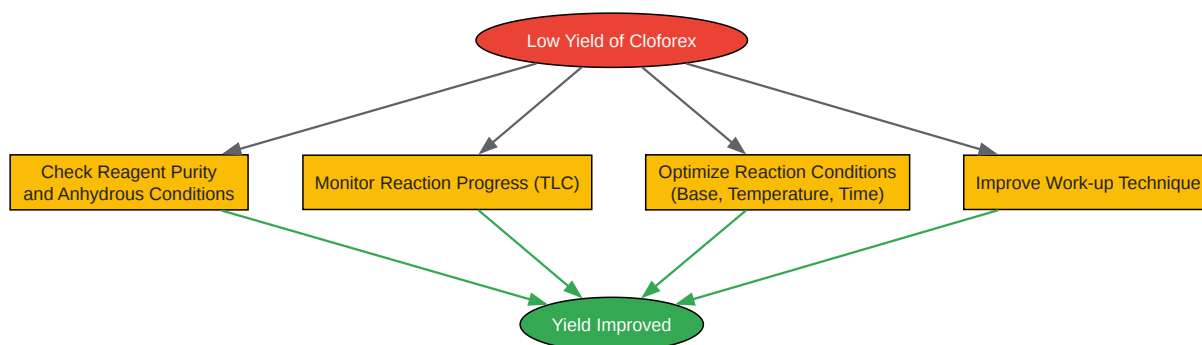 Low Yield of Cloforex
Check Reagent Purity
and Anhydrous Conditions
Monitor Reaction Progress (TLC)
Optimize Reaction Conditions
(Base, Temperature, Time)
Improve Work-up Technique
Yield Improved